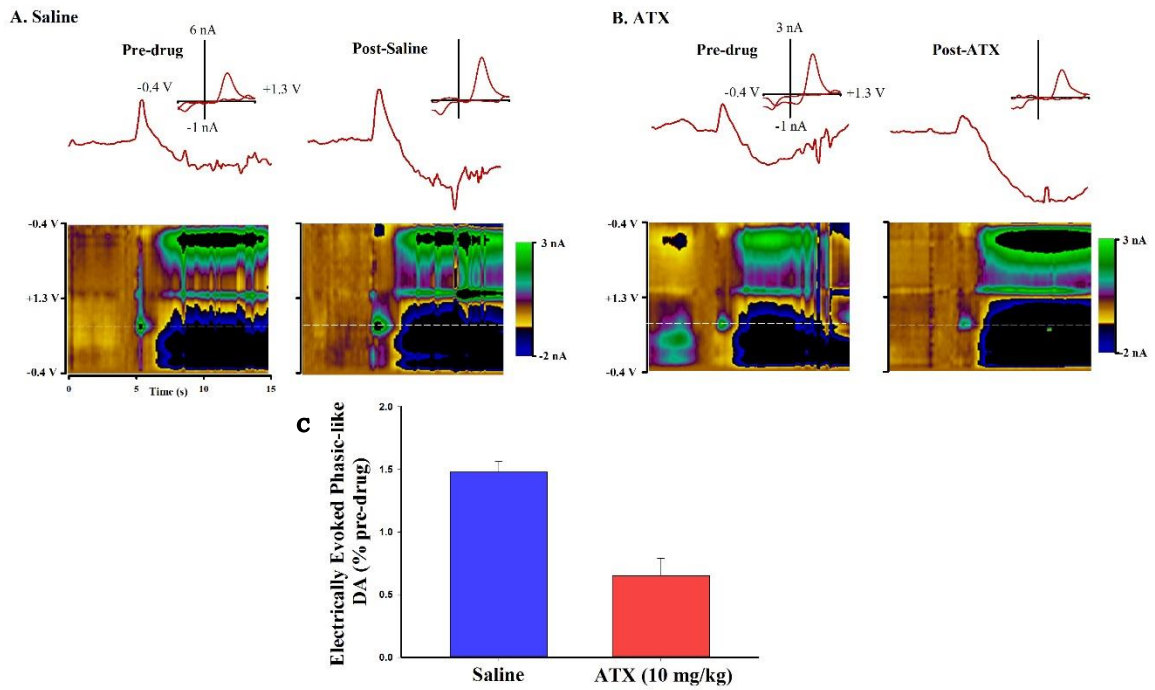 A. Saline
B. ATX
6 nA
Pre-drug
-0.4 V
+1.3 V
-1 nA
Post-Saline
3 nA
Pre-drug
-0.4 V
+1.3 V
-1 nA
Post-ATX
-0.4 V
+1.3 V
-0.4 V
0
5
10
15
Time (s)
3 nA
-2 nA
-0.4 V
+1.3 V
-0.4 V
3 nA
-2 nA
C
Electrically Evoked Phasic-like
DA (% pre-drug)
2.0
1.5
1.0
0.5
0.0
Saline
ATX (10 mg/kg)